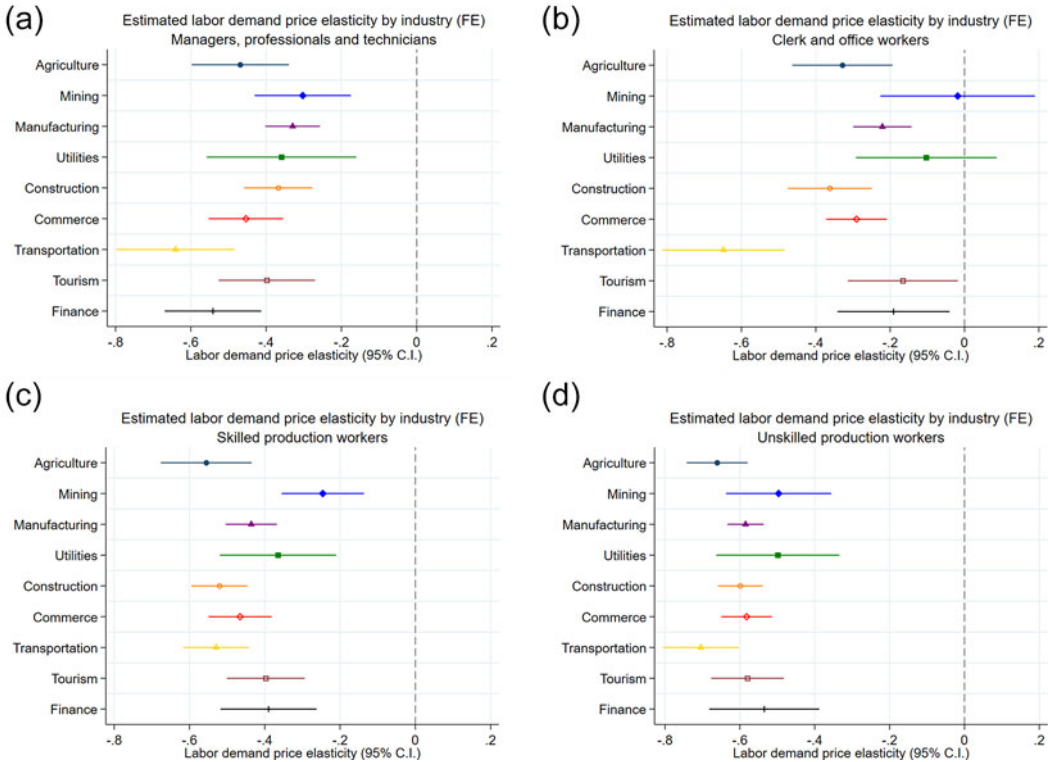 (a)
Estimated labor demand price elasticity by industry (FE)
Managers, professionals and technicians
Agriculture
Mining
Manufacturing
Utilities
Construction
Commerce
Transportation
Tourism
Finance
-.8 -.6 -.4 -.2 0 .2
Labor demand price elasticity (95% C.I.)
(b)
Estimated labor demand price elasticity by industry (FE)
Clerk and office workers
Agriculture
Mining
Manufacturing
Utilities
Construction
Commerce
Transportation
Tourism
Finance
-.8 -.6 -.4 -.2 0 .2
Labor demand price elasticity (95% C.I.)
(c)
Estimated labor demand price elasticity by industry (FE)
Skilled production workers
Agriculture
Mining
Manufacturing
Utilities
Construction
Commerce
Transportation
Tourism
Finance
-.8 -.6 -.4 -.2 0 .2
Labor demand price elasticity (95% C.I.)
(d)
Estimated labor demand price elasticity by industry (FE)
Unskilled production workers
Agriculture
Mining
Manufacturing
Utilities
Construction
Commerce
Transportation
Tourism
Finance
-.8 -.6 -.4 -.2 0 .2
Labor demand price elasticity (95% C.I.)